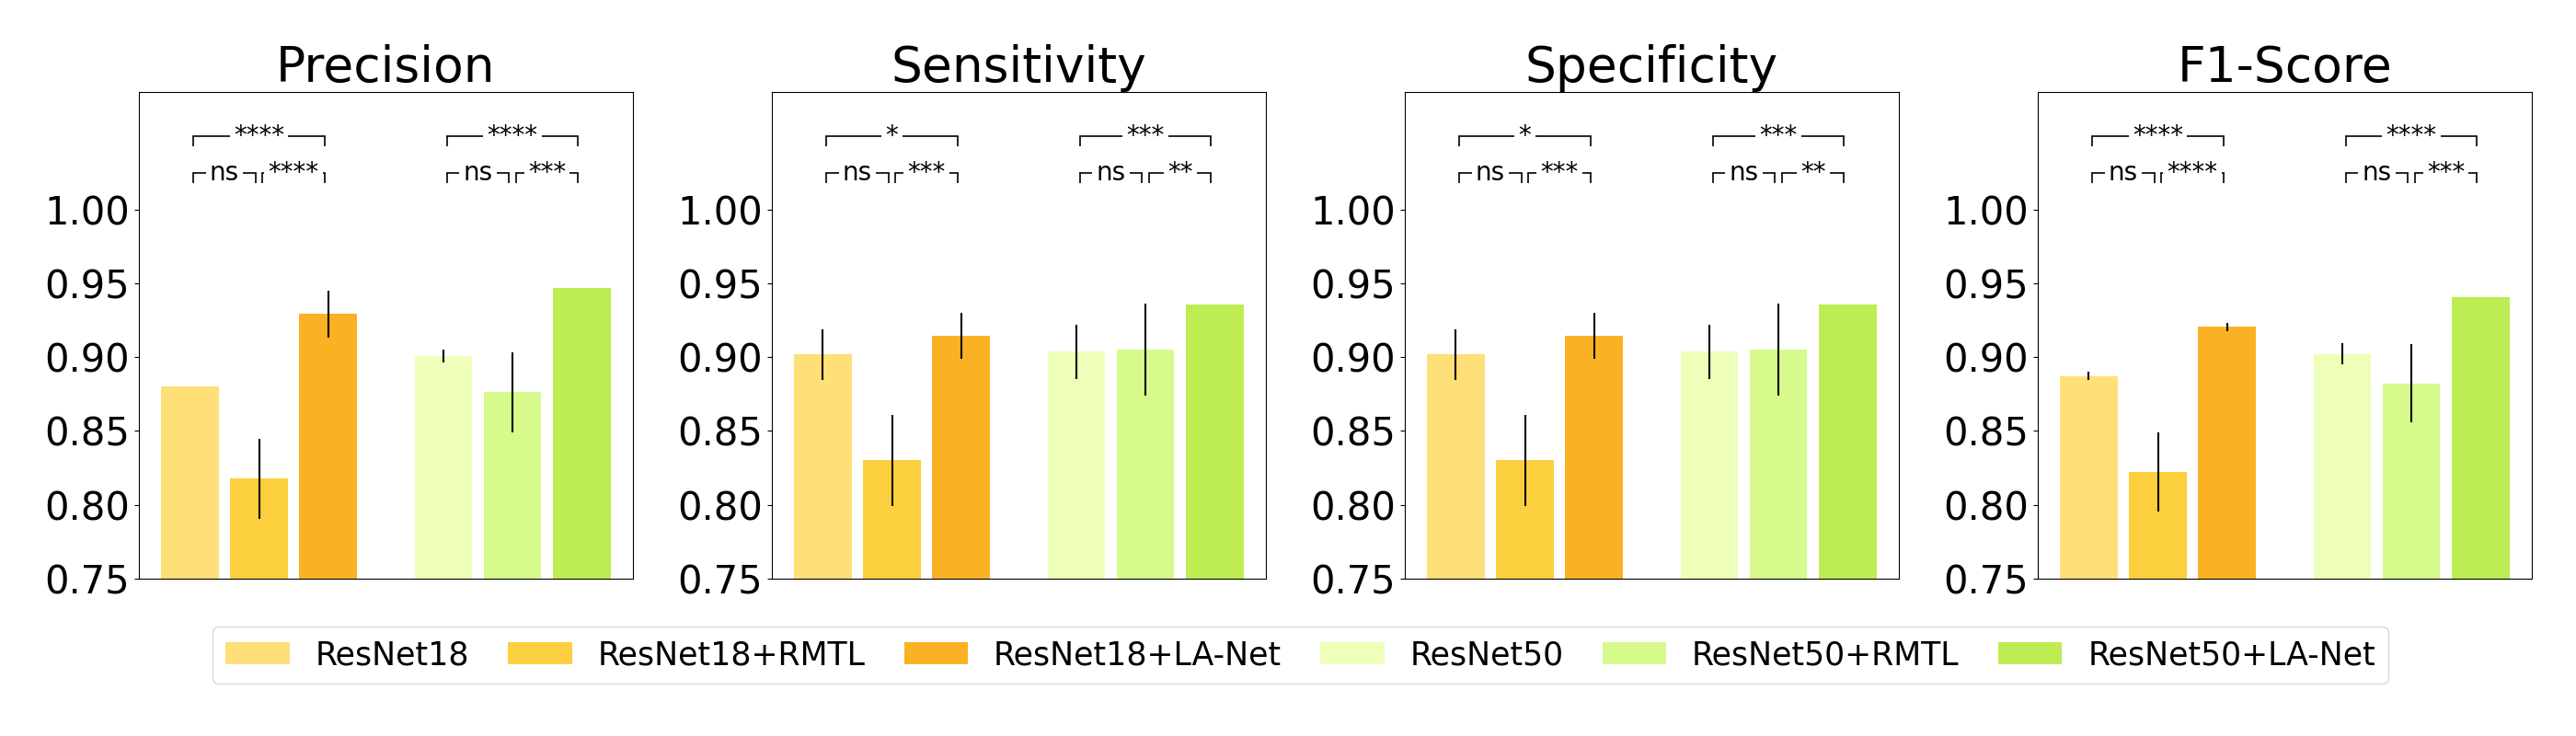 Precision Sensitivity Specificity F1-Score
**** **** * *** * *** **** ****
ns **** ns *** ns *** ns ** ns *** ns ** ns **** ns ***
1.00 1.00 1.00 1.00
0.95 0.95 0.95 0.95
0.90 0.90 0.90 0.90
0.85 0.85 0.85 0.85
0.80 0.80 0.80 0.80
0.75 0.75 0.75 0.75
ResNet18 ResNet18+RMTL ResNet18+LA-Net ResNet50 ResNet50+RMTL ResNet50+LA-Net